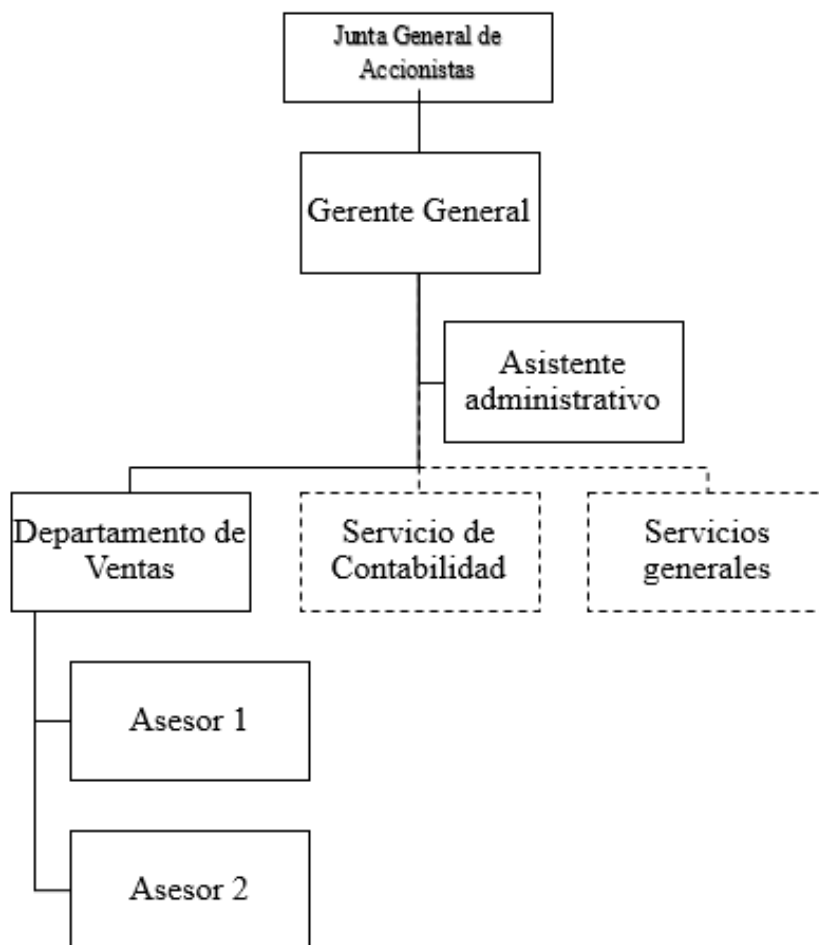 Junta General de
Accionistas
Gerente General
Asistente
administrativo
Departamento de
Ventas
Servicio de
Contabilidad
Servicios
generales
Asesor 1
Asesor 2